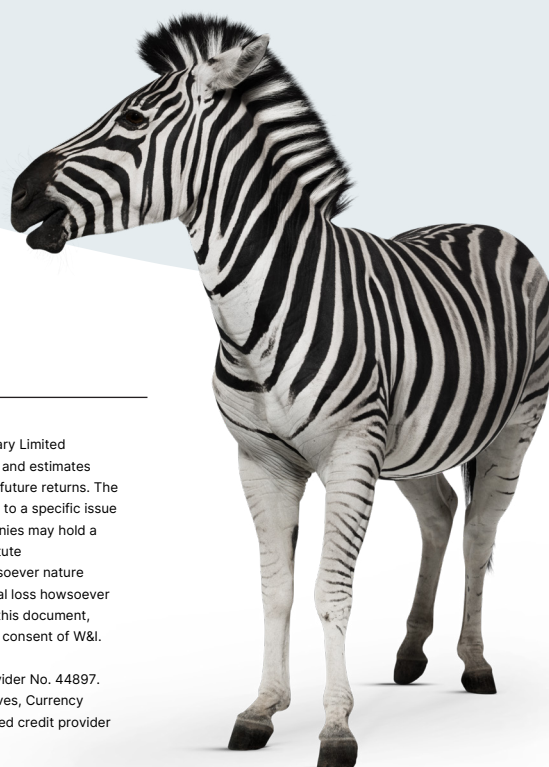 ary Limited
and estimates
future returns. The
to a specific issue
nies may hold a
tute
soever nature
al loss howsoever
this document,
consent of W&I.
vider No. 44897.
ves, Currency
ed credit provider